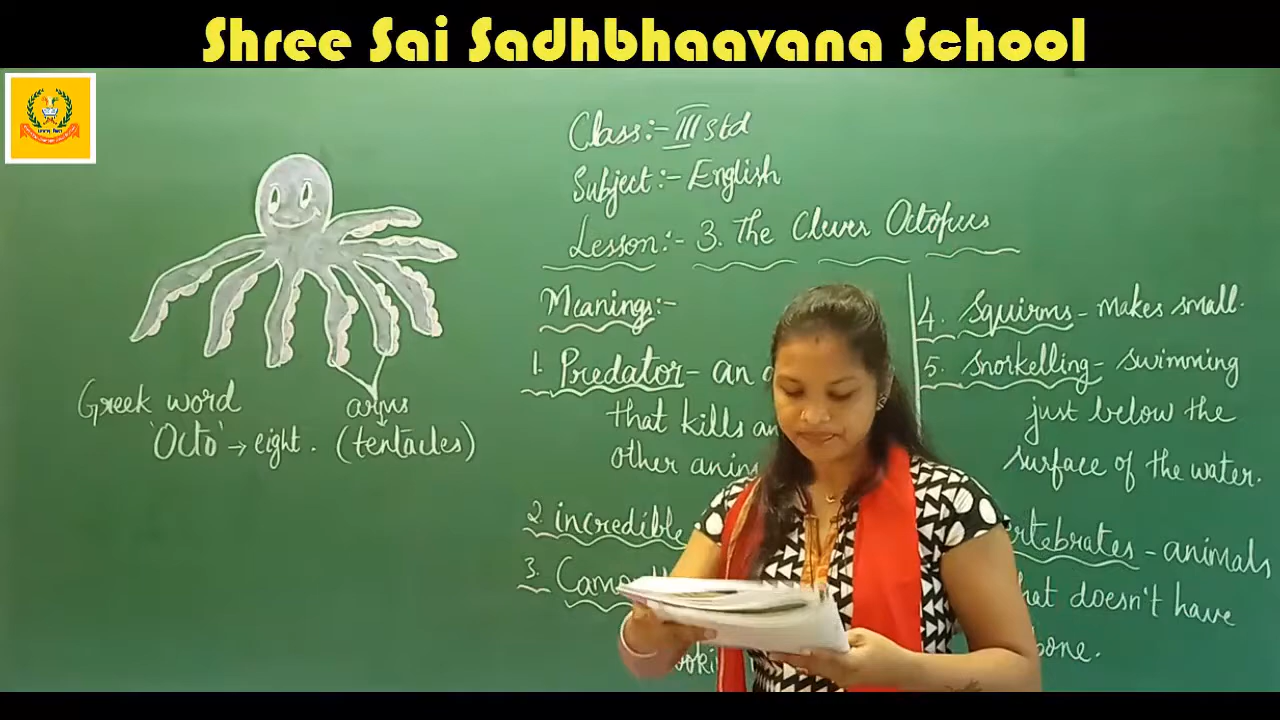 Shree Sai Sadhbhaavana School
Class:- III Std
Subject:- English
Lesson:- 3. The Clever Octopus
Meanings:-
1. Predator - an
that kills
other
2. incredible
3.
4. Squirms - makes small.
5. Snorkelling - swimming
just below the
surface of the water.
- animals
doesn't have
Greek word
'Octo' → eight.
arms
(tentacles)